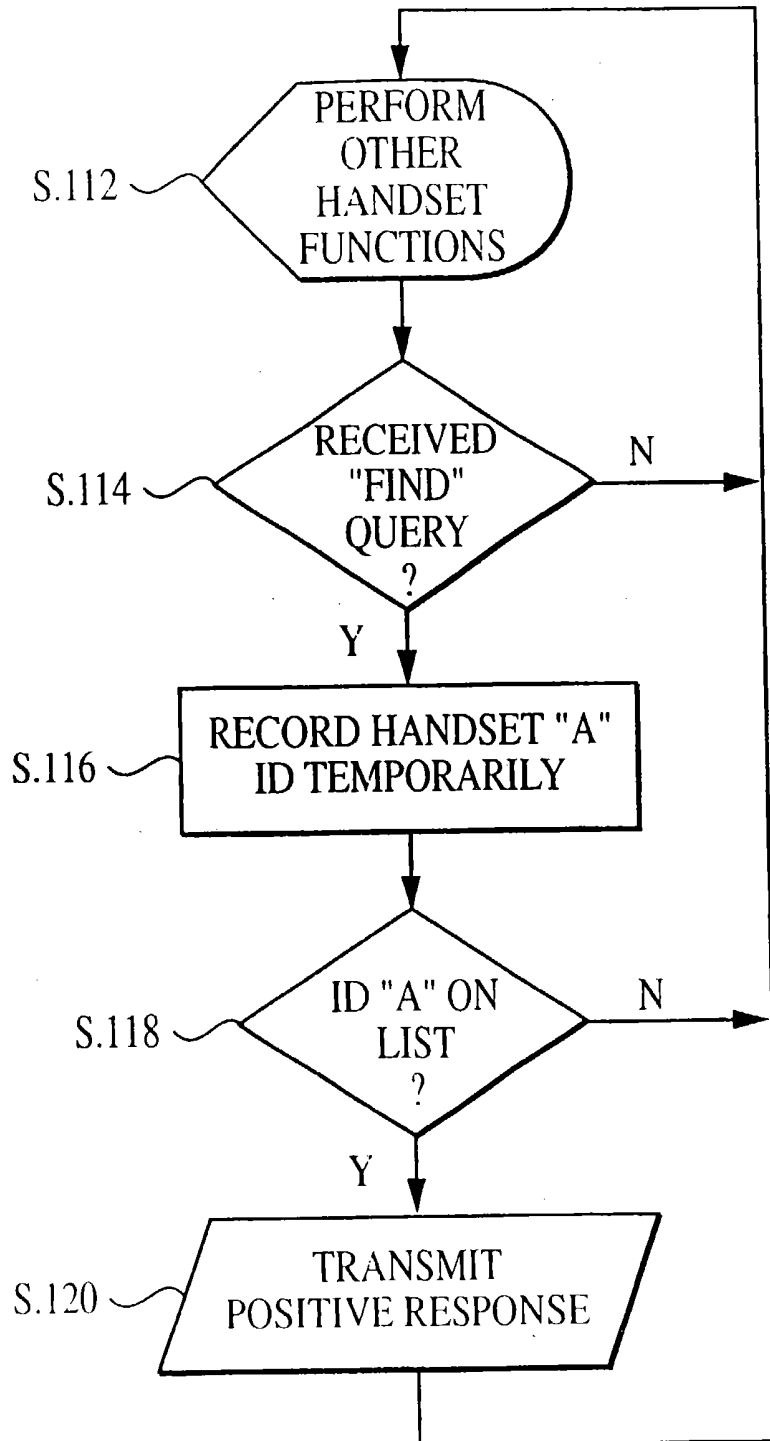 PERFORM
OTHER
HANDSET
FUNCTIONS
S.112
RECEIVED
"FIND"
QUERY
?
N
S.114
Y
RECORD HANDSET "A"
ID TEMPORARILY
S.116
ID "A" ON
LIST
?
N
S.118
Y
TRANSMIT
POSITIVE RESPONSE
S.120